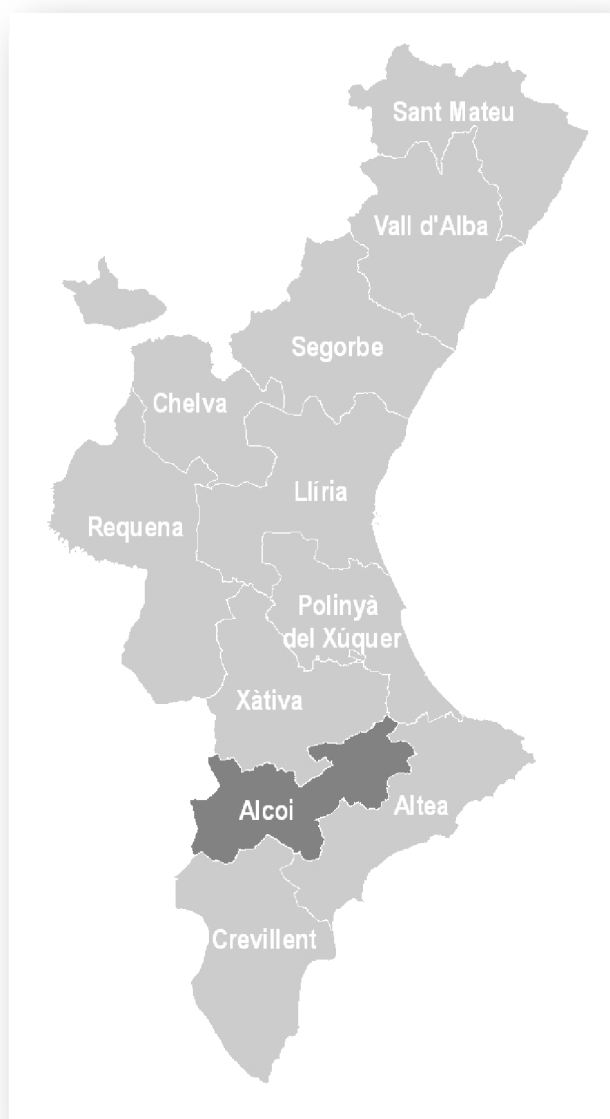 Sant Mateu
Vall d'Alba
Segorbe
Chelva
Llíria
Requena
Polinyà
del Xúquer
Xàtiva
Alcoi
Altea
Crevillent